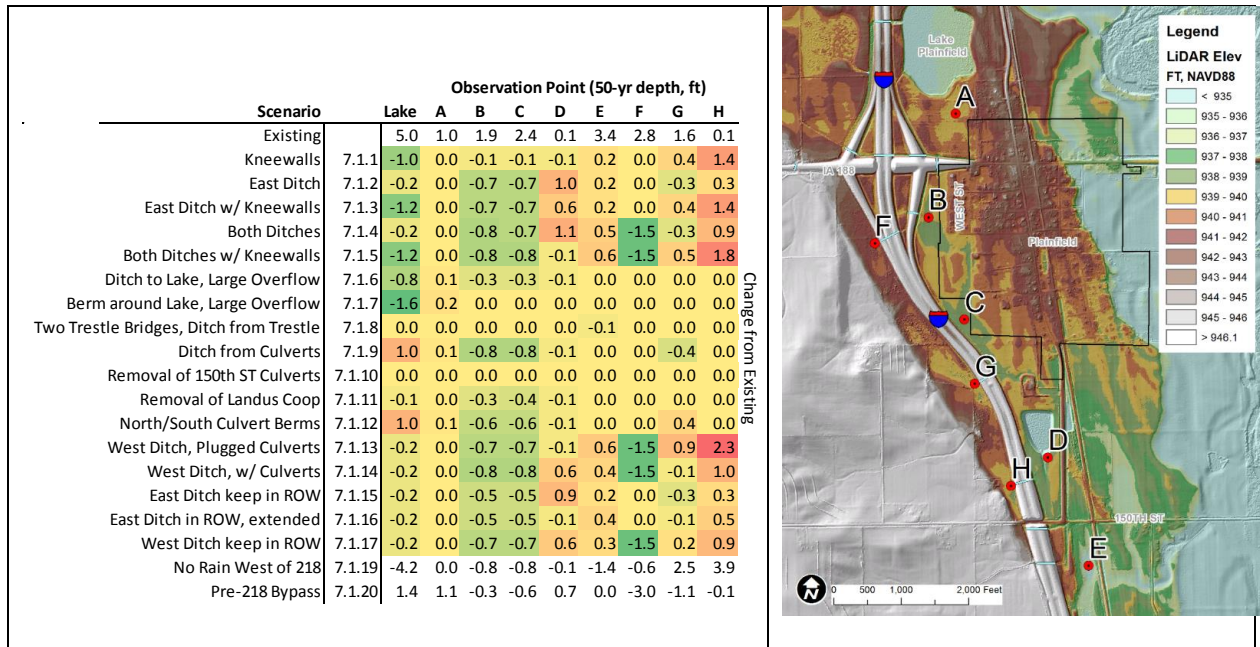 Observation Point (50-yr depth, ft)
Scenario Lake A B C D E F G H
Existing 5.0 1.0 1.9 2.4 0.1 3.4 2.8 1.6 0.1
Kneewalls 7.1.1 -1.0 0.0 -0.1 -0.1 -0.1 0.2 0.0 0.4 1.4
East Ditch 7.1.2 -0.2 0.0 -0.7 -0.7 1.0 0.2 0.0 -0.3 0.3
East Ditch w/ Kneewalls 7.1.3 -1.2 0.0 -0.7 -0.7 0.6 0.2 0.0 0.4 1.4
Both Ditches 7.1.4 -0.2 0.0 -0.8 -0.7 1.1 0.5 -1.5 -0.3 0.9
Both Ditches w/ Kneewalls 7.1.5 -1.2 0.0 -0.8 -0.8 -0.1 0.6 -1.5 0.5 1.8
Ditch to Lake, Large Overflow 7.1.6 -0.8 0.1 -0.3 -0.3 -0.1 0.0 0.0 0.0 0.0
Berm around Lake, Large Overflow 7.1.7 -1.6 0.2 0.0 0.0 0.0 0.0 0.0 0.0 0.0
Two Trestle Bridges, Ditch from Trestle 7.1.8 0.0 0.0 0.0 0.0 0.0 -0.1 0.0 0.0 0.0
Ditch from Culverts 7.1.9 1.0 0.1 -0.8 -0.8 -0.1 0.0 0.0 -0.4 0.0
Removal of 150th ST Culverts 7.1.10 0.0 0.0 0.0 0.0 0.0 0.0 0.0 0.0 0.0
Removal of Landus Coop 7.1.11 -0.1 0.0 -0.3 -0.4 -0.1 0.0 0.0 0.0 0.0
North/South Culvert Berms 7.1.12 1.0 0.1 -0.6 -0.6 -0.1 0.0 0.0 0.4 0.0
West Ditch, Plugged Culverts 7.1.13 -0.2 0.0 -0.7 -0.7 -0.1 0.6 -1.5 0.9 2.3
West Ditch, w/ Culverts 7.1.14 -0.2 0.0 -0.8 -0.8 0.6 0.4 -1.5 -0.1 1.0
East Ditch keep in ROW 7.1.15 -0.2 0.0 -0.5 -0.5 0.9 0.2 0.0 -0.3 0.3
East Ditch in ROW, extended 7.1.16 -0.2 0.0 -0.5 -0.5 -0.1 0.4 0.0 -0.1 0.5
West Ditch keep in ROW 7.1.17 -0.2 0.0 -0.7 -0.7 0.6 0.3 -1.5 0.2 0.9
No Rain West of 218 7.1.19 -4.2 0.0 -0.8 -0.8 -0.1 -1.4 -0.6 2.5 3.9
Pre-218 Bypass 7.1.20 1.4 1.1 -0.3 -0.6 0.7 0.0 -3.0 -1.1 -0.1
Change from Existing
Lake
Plainfield
A
IA 188
B
WEST ST
F
Plainfield
C
G
D
H
150TH ST
E
N
0 500 1,000 2,000 Feet
Legend
LiDAR Elev
FT, NAVD88
< 935
935 - 936
936 - 937
937 - 938
938 - 939
939 - 940
940 - 941
941 - 942
942 - 943
943 - 944
944 - 945
945 - 946
> 946.1